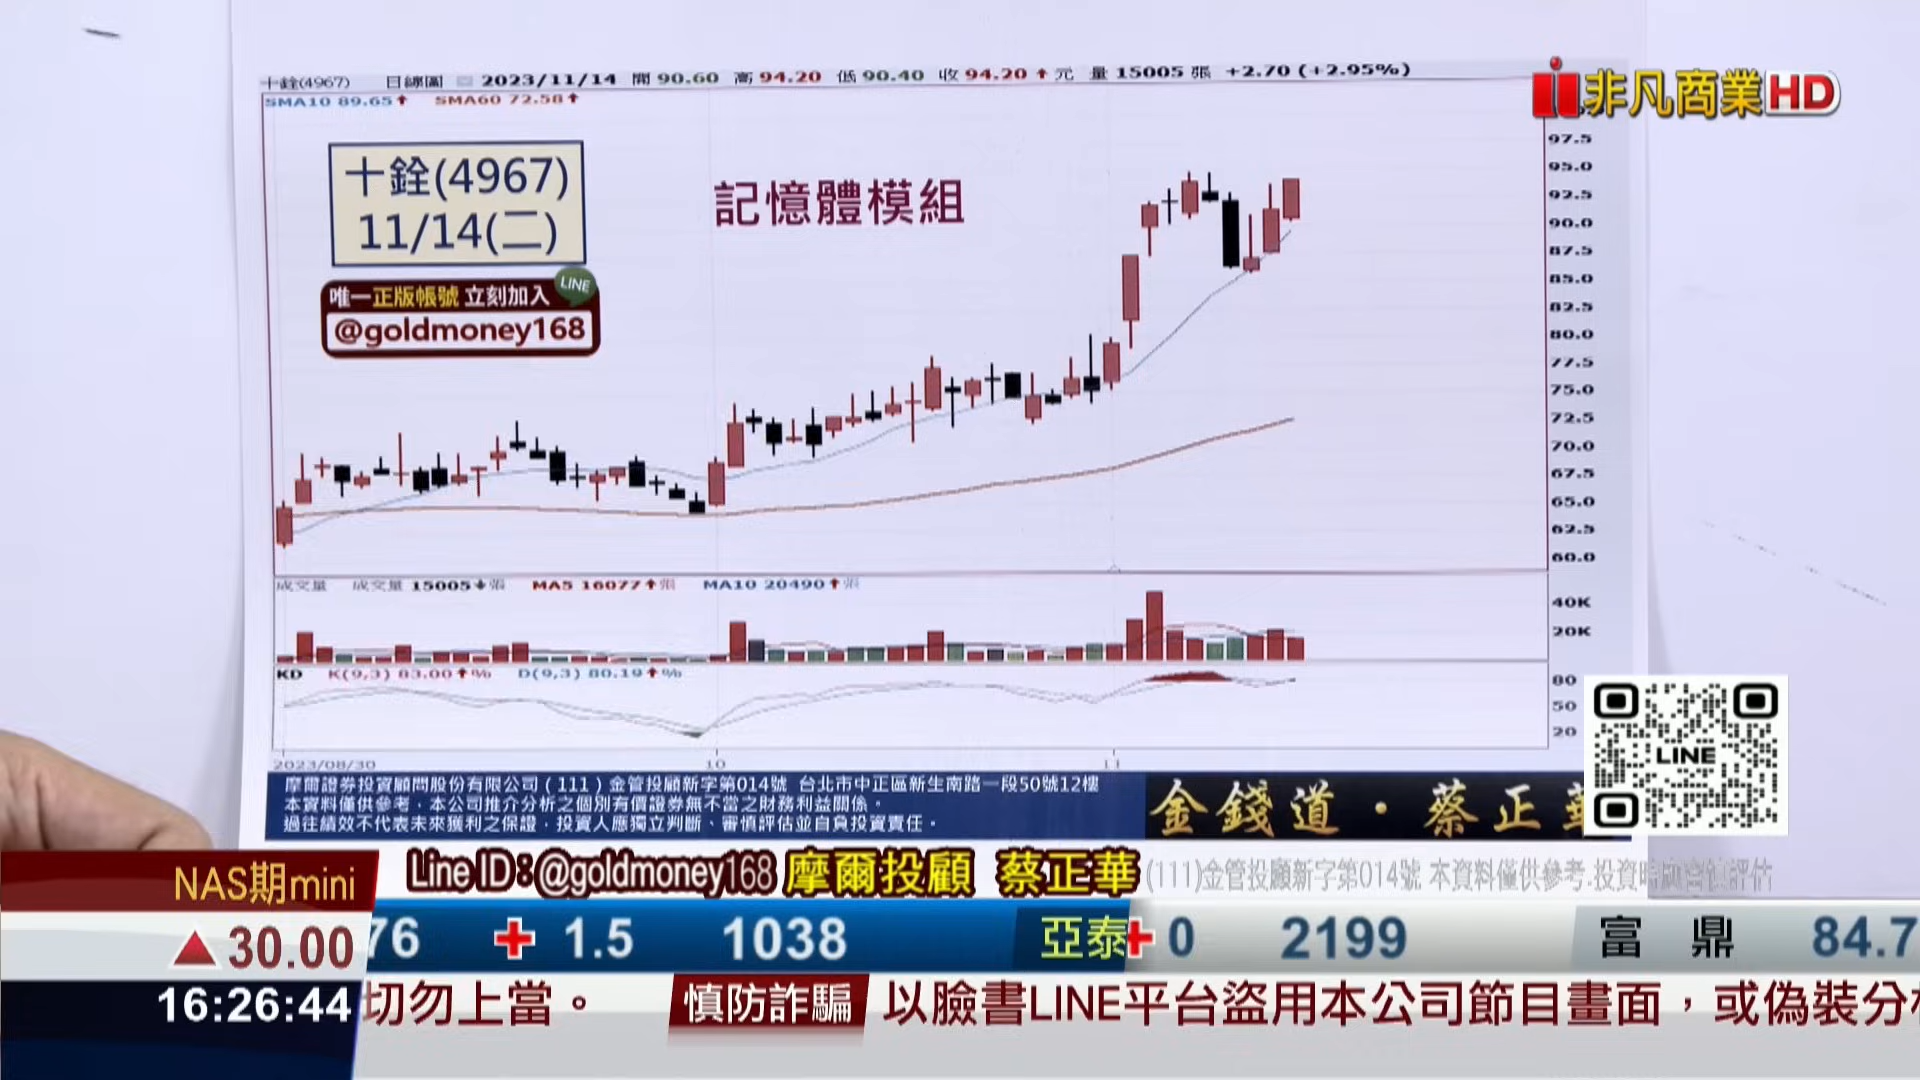 十銓(4967) 日線圖 2023/11/14 開 90.60 高 94.20 低 90.40 收 94.20 元 量 15005 張 +2.70 (+2.95%)
SMA10 89.65 SMA60 72.58
非凡商業HD
十銓(4967)
11/14(二)
記憶體模組
LINE
唯一正版帳號 立刻加入
@goldmoney168
97.5
95.0
92.5
90.0
87.5
85.0
82.5
80.0
77.5
75.0
72.5
70.0
67.5
65.0
62.5
60.0
成交量 成交量 15005 張 MA5 16077 張 MA10 20490 張
40K
20K
KD K(9,3) 83.00 % D(9,3) 80.19 %
80
50
20
LINE
2023/08/30 10 11
摩爾證券投資顧問股份有限公司(111)金管投顧新字第014號 台北市中正區新生南路一段50號12樓
本資料僅供參考,本公司推介分析之個別有價證券無不當之財務利益關係。
過往績效不代表未來獲利之保證,投資人應獨立判斷、審慎評估並自負投資責任。
金錢道·蔡正華
NAS期mini
Line ID:@goldmoney168 摩爾投顧 蔡正華 (111)金管投顧新字第014號 本資料僅供參考.投資時應審慎評估
▲30.00
76 + 1.5 1038 亞泰 + 0 2199 富鼎 84.7
16:26:44
切勿上當。 慎防詐騙 以臉書LINE平台盜用本公司節目畫面,或偽裝分